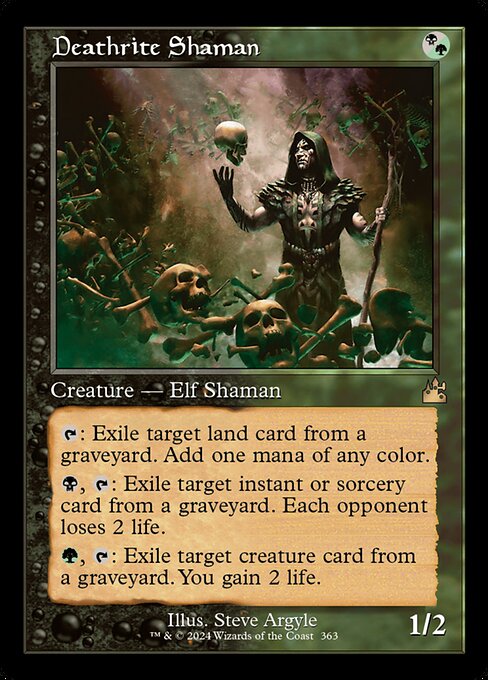 Deathrite Shaman
Creature — Elf Shaman
: Exile target land card from a
graveyard. Add one mana of any color.
, : Exile target instant or sorcery
card from a graveyard. Each opponent
loses 2 life.
, : Exile target creature card from
a graveyard. You gain 2 life.
Illus. Steve Argyle
™ & © 2024 Wizards of the Coast 363
1/2